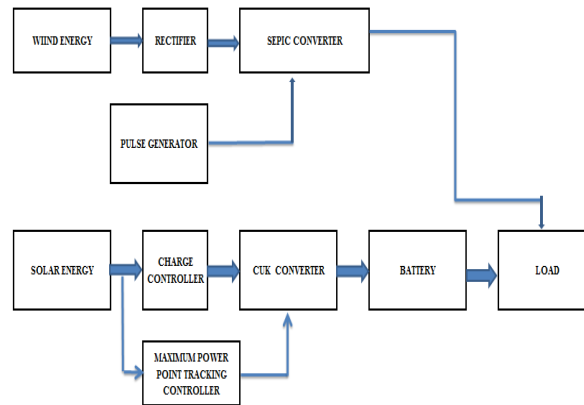 WIIND ENERGY
RECTIFIER
SEPIC CONVERTER
PULSE GENERATOR
SOLAR ENERGY
CHARGE
CONTROLLER
CUK CONVERTER
BATTERY
LOAD
MAXIMUM POWER
POINT TRACKING
CONTROLLER